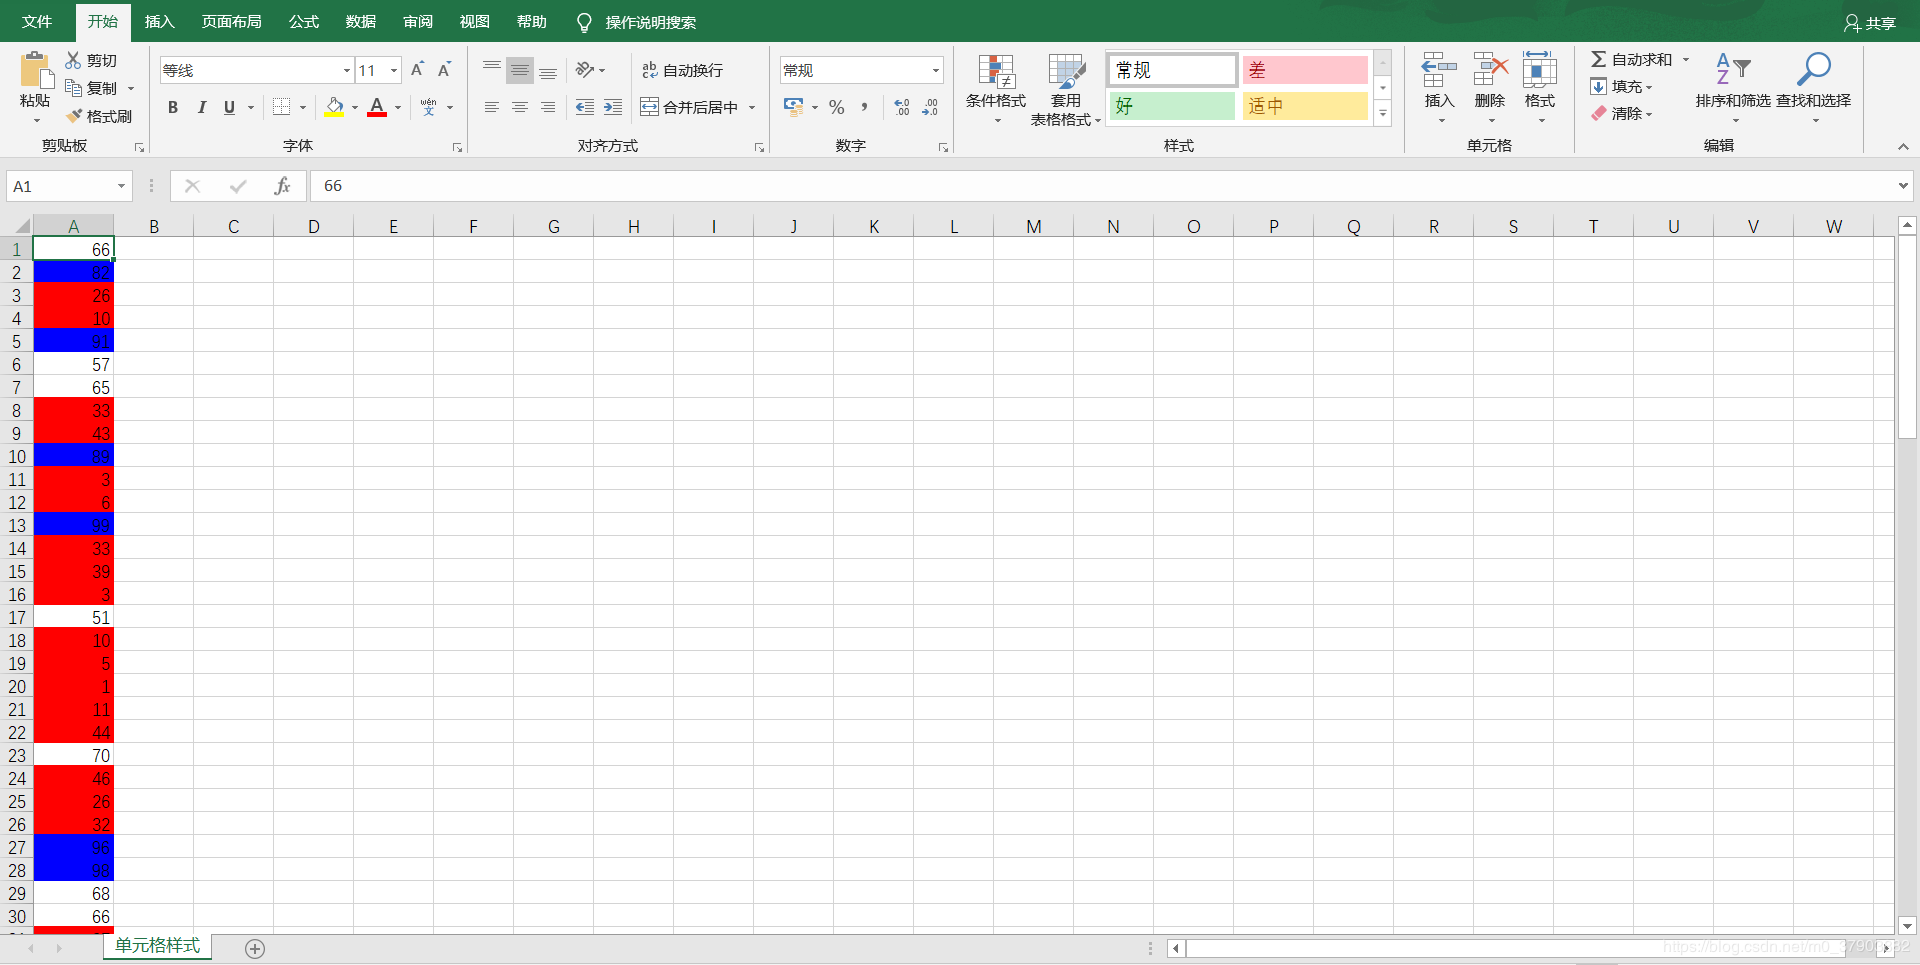 文件 开始 插入 页面布局 公式 数据 审阅 视图 帮助 操作说明搜索 共享
剪切
复制
格式刷
粘贴
剪贴板
等线 11
B I U A wén 文
字体
ab c 自动换行
合并后居中
对齐方式
常规
% , .00 .0
数字
条件格式
套用
表格格式
常规 差
好 适中
样式
插入 删除 格式
单元格
自动求和
填充
清除
排序和筛选 查找和选择
编辑
A1 fx 66
A B C D E F G H I J K L M N O P Q R S T U V W
1 66
2 82
3 26
4 10
5 91
6 57
7 65
8 33
9 43
10 89
11 3
12 6
13 99
14 33
15 39
16 3
17 51
18 10
19 5
20 1
21 11
22 44
23 70
24 46
25 26
26 32
27 96
28 98
29 68
30 66
单元格样式